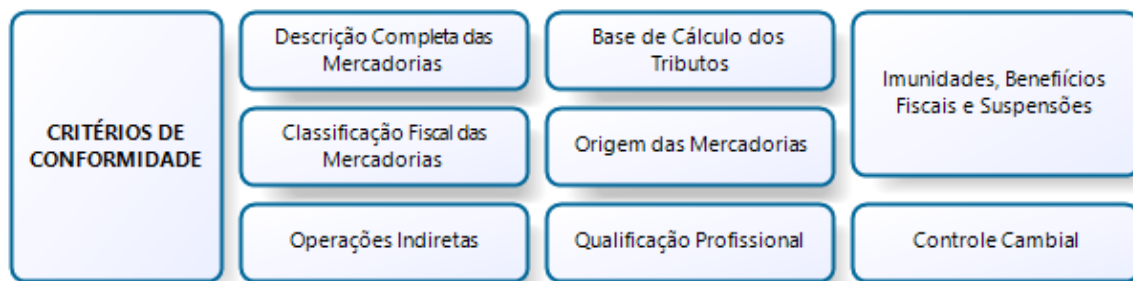 CRITÉRIOS DE
CONFORMIDADE
Descrição Completa das
Mercadorias
Base de Cálculo dos
Tributos
Imunidades, Benefiícios
Fiscais e Suspensões
Classificação Fiscal das
Mercadorias
Origem das Mercadorias
Operações Indiretas
Qualificação Profissional
Controle Cambial